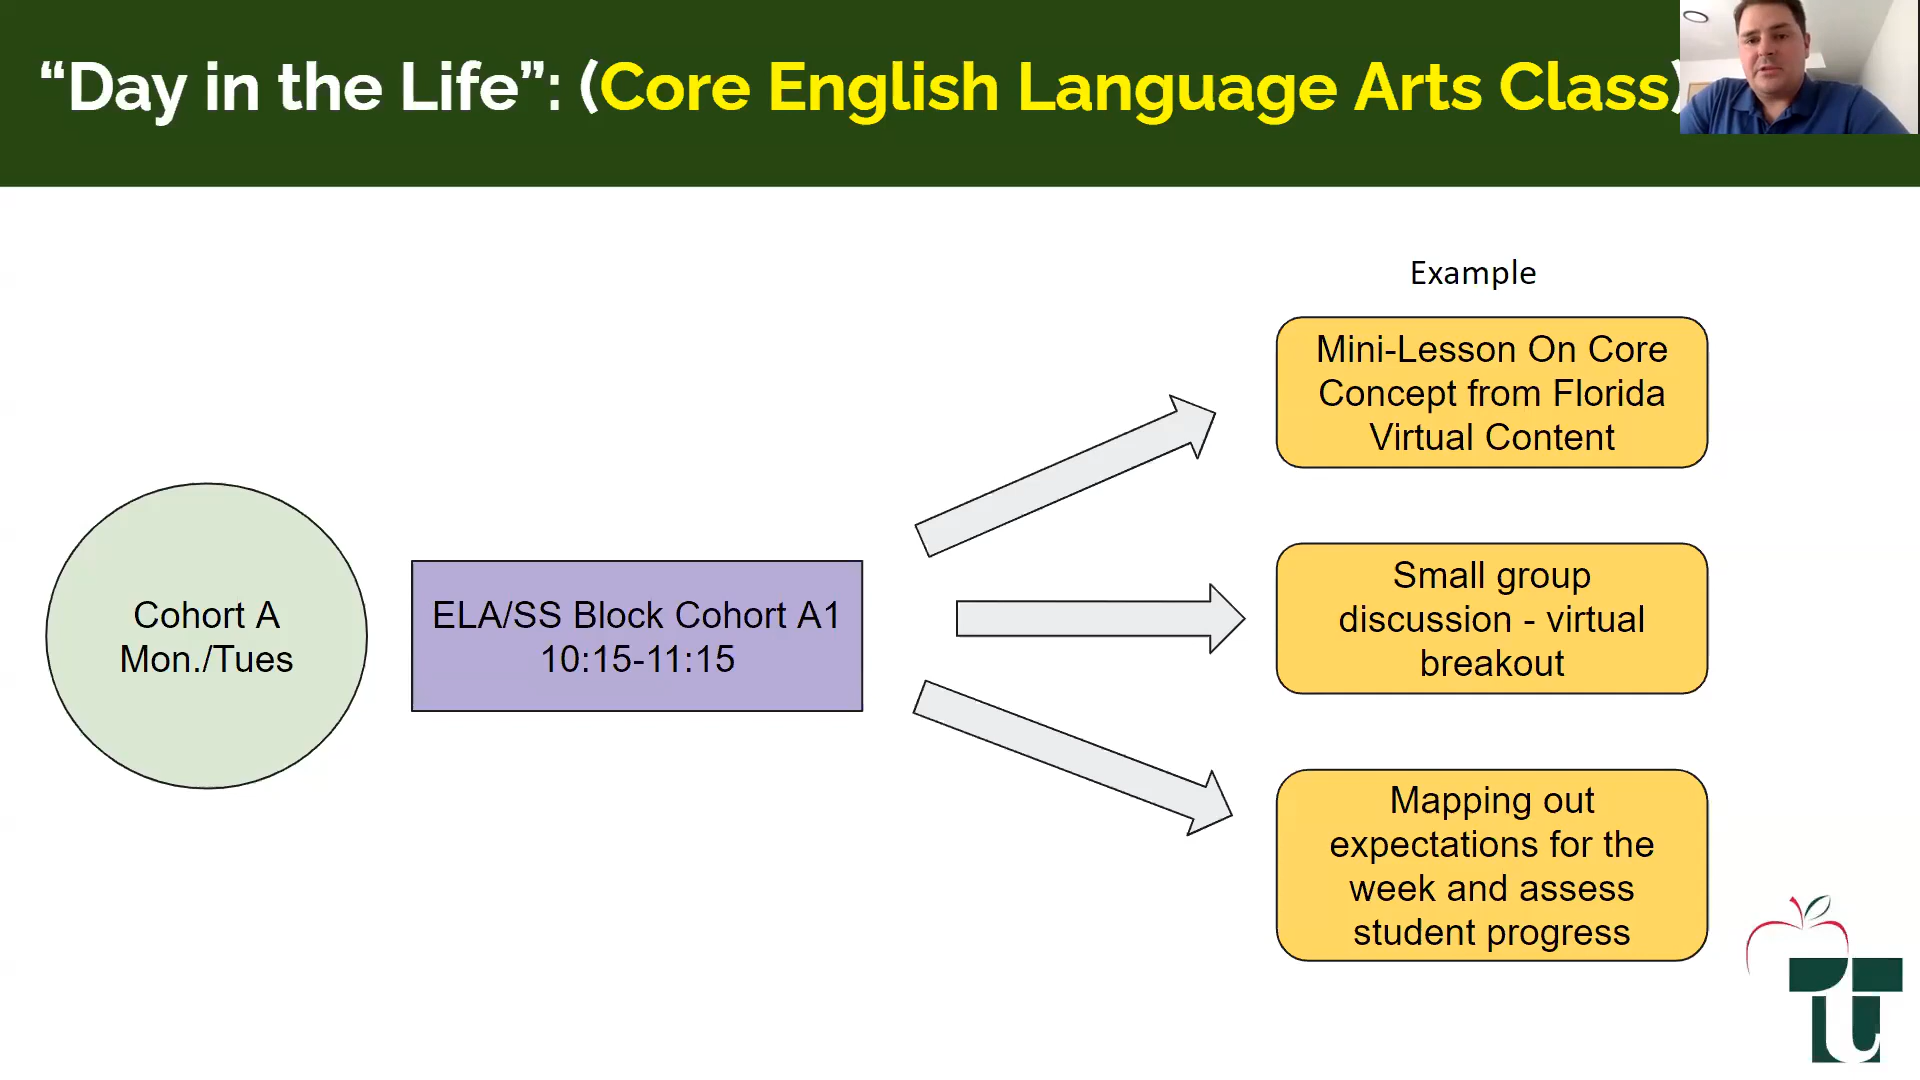 “Day in the Life”: (Core English Language Arts Class)
Example
Mini-Lesson On Core
Concept from Florida
Virtual Content
Cohort A
Mon./Tues
ELA/SS Block Cohort A1
10:15-11:15
Small group
discussion - virtual
breakout
Mapping out
expectations for the
week and assess
student progress
TU